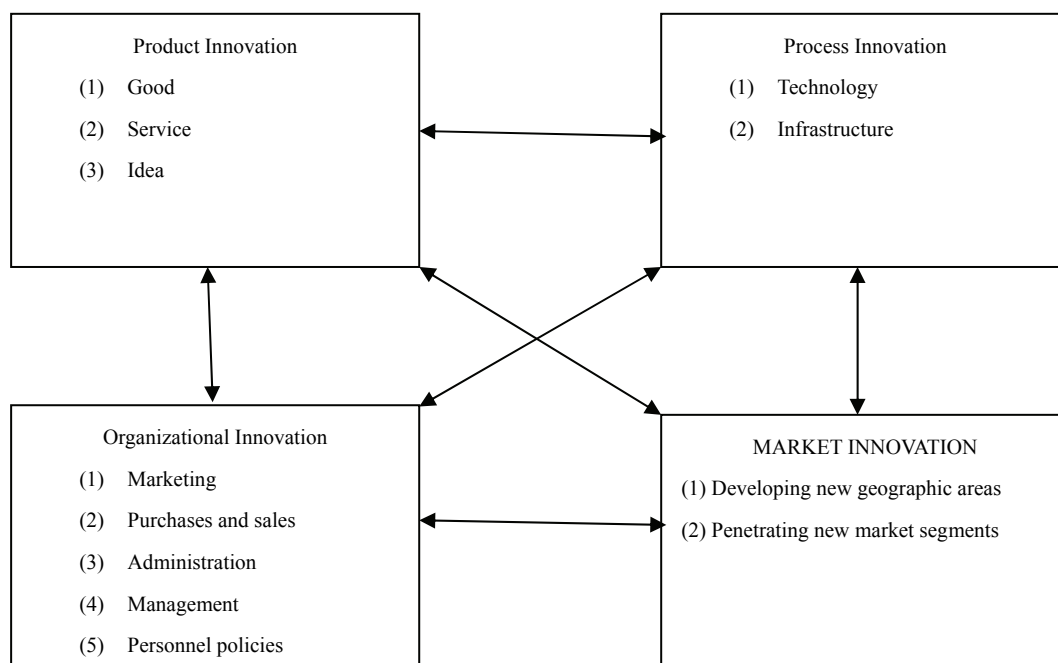 Product Innovation
(1) Good
(2) Service
(3) Idea
Process Innovation
(1) Technology
(2) Infrastructure
Organizational Innovation
(1) Marketing
(2) Purchases and sales
(3) Administration
(4) Management
(5) Personnel policies
MARKET INNOVATION
(1) Developing new geographic areas
(2) Penetrating new market segments